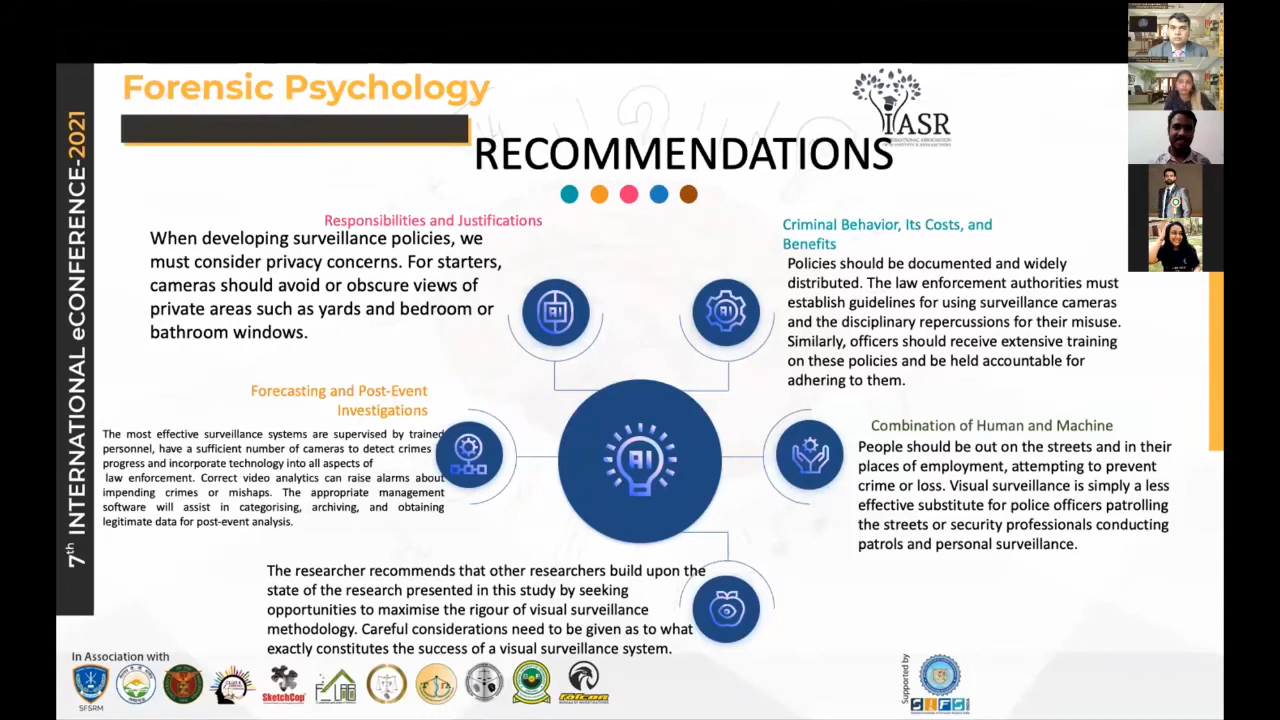 Forensic Psychology
7th INTERNATIONAL eCONFERENCE-2021
IASR
RECOMMENDATIONS
Responsibilities and Justifications
When developing surveillance policies, we
must consider privacy concerns. For starters,
cameras should avoid or obscure views of
private areas such as yards and bedroom or
bathroom windows.
Criminal Behavior, Its Costs, and
Benefits
Policies should be documented and widely
distributed. The law enforcement authorities must
establish guidelines for using surveillance cameras
and the disciplinary repercussions for their misuse.
Similarly, officers should receive extensive training
on these policies and be held accountable for
adhering to them.
AI
Forecasting and Post-Event
Investigations
The most effective surveillance systems are supervised by trained
personnel, have a sufficient number of cameras to detect crimes
progress and incorporate technology into all aspects of
law enforcement. Correct video analytics can raise alarms about
impending crimes or mishaps. The appropriate management
software will assist in categorising, archiving, and obtaining
legitimate data for post-event analysis.
AI
Combination of Human and Machine
People should be out on the streets and in their
places of employment, attempting to prevent
crime or loss. Visual surveillance is simply a less
effective substitute for police officers patrolling
the streets or security professionals conducting
patrols and personal surveillance.
The researcher recommends that other researchers build upon the
state of the research presented in this study by seeking
opportunities to maximise the rigour of visual surveillance
methodology. Careful considerations need to be given as to what
exactly constitutes the success of a visual surveillance system.
In Association with
SFSRM
SketchCop
falcon
Supported by
SIFS